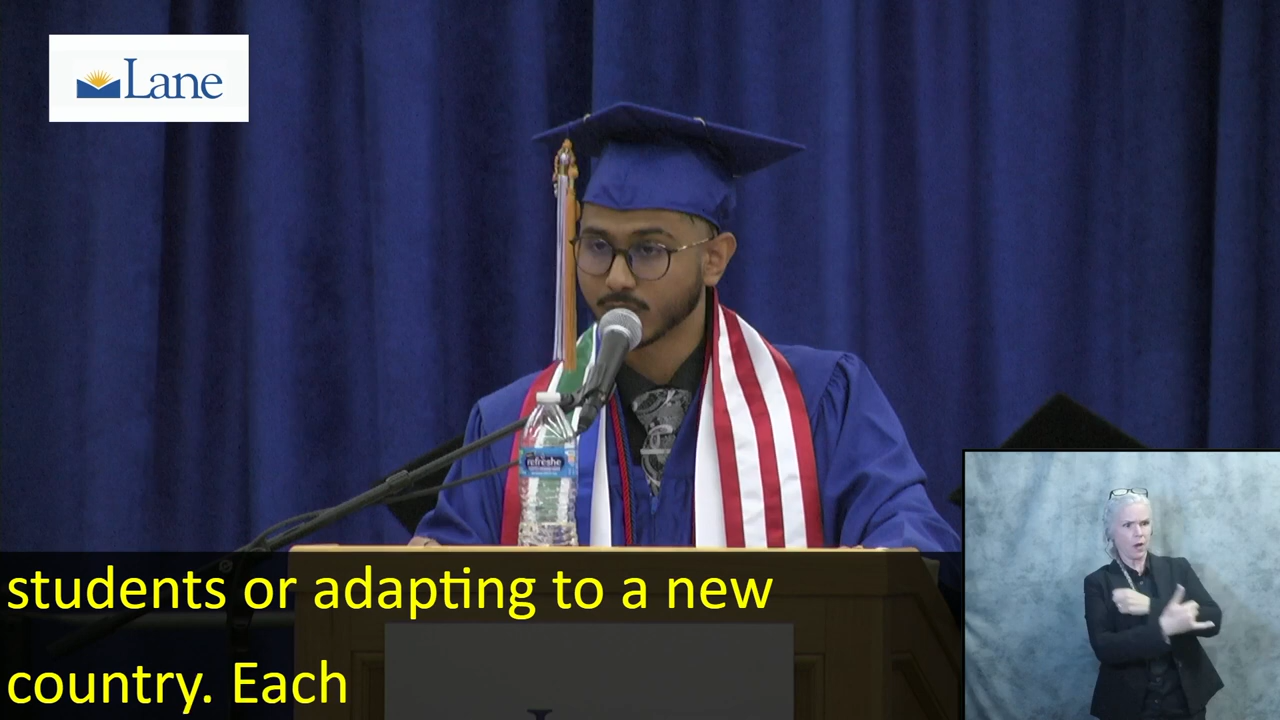 Lane
refreshe
students or adapting to a new
country. Each